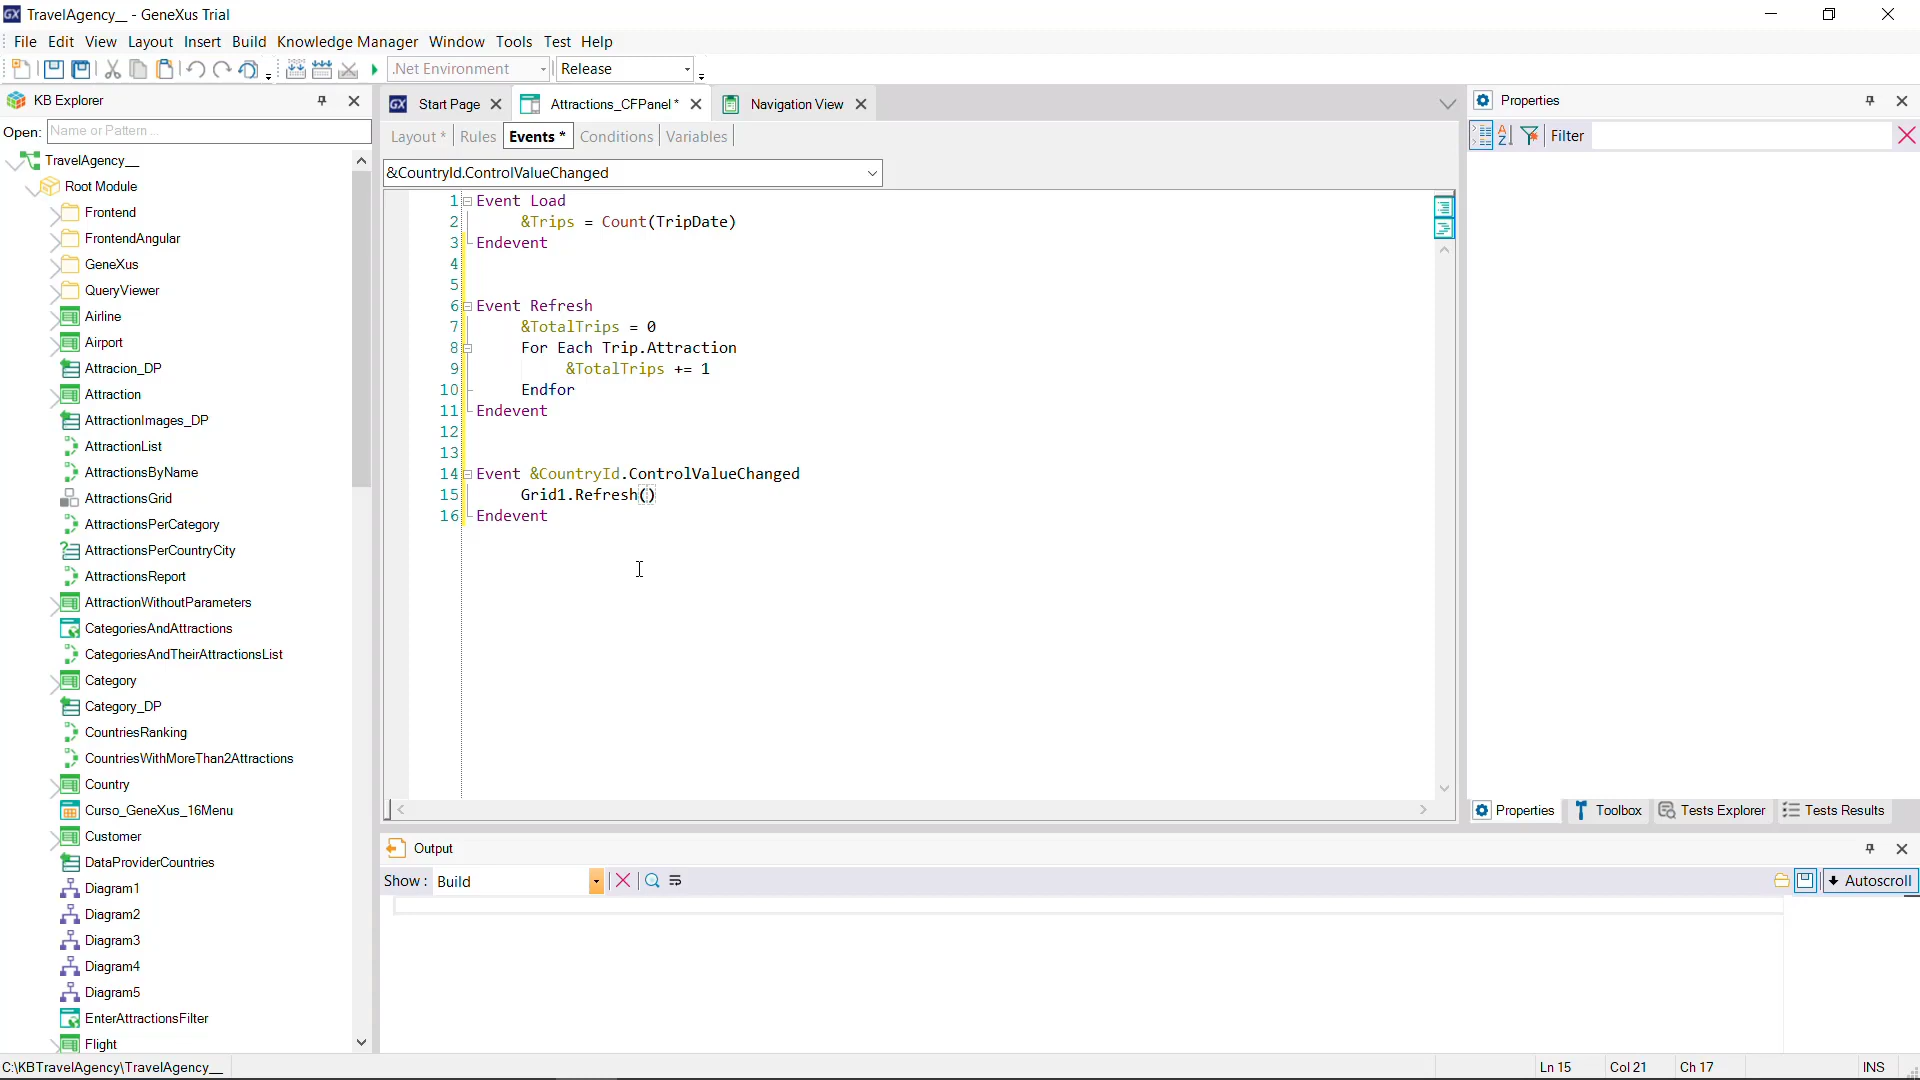 TravelAgency__ - GeneXus Trial
File Edit View Layout Insert Build Knowledge Manager Window Tools Test Help
.Net Environment Release
KB Explorer
Open: Name or Pattern ...
TravelAgency__
Root Module
Frontend
FrontendAngular
GeneXus
QueryViewer
Airline
Airport
Attracion_DP
Attraction
AttractionImages_DP
AttractionList
AttractionsByName
AttractionsGrid
AttractionsPerCategory
AttractionsPerCountryCity
AttractionsReport
AttractionWithoutParameters
CategoriesAndAttractions
CategoriesAndTheirAttractionsList
Category
Category_DP
CountriesRanking
CountriesWithMoreThan2Attractions
Country
Curso_GeneXus_16Menu
Customer
DataProviderCountries
Diagram1
Diagram2
Diagram3
Diagram4
Diagram5
EnterAttractionsFilter
Flight
Start Page Attractions_CFPanel * Navigation View
Layout * Rules Events * Conditions Variables
&CountryId.ControlValueChanged
1 Event Load
2 &Trips = Count(TripDate)
3 Endevent
4
5
6 Event Refresh
7 &TotalTrips = 0
8 For Each Trip.Attraction
9 &TotalTrips += 1
10 Endfor
11 Endevent
12
13
14 Event &CountryId.ControlValueChanged
15 Grid1.Refresh()
16 Endevent
Properties
Filter
Properties Toolbox Tests Explorer Tests Results
Output
Show : Build
Autoscroll
C:\KBTravelAgency\TravelAgency__ Ln 15 Col 21 Ch 17 INS